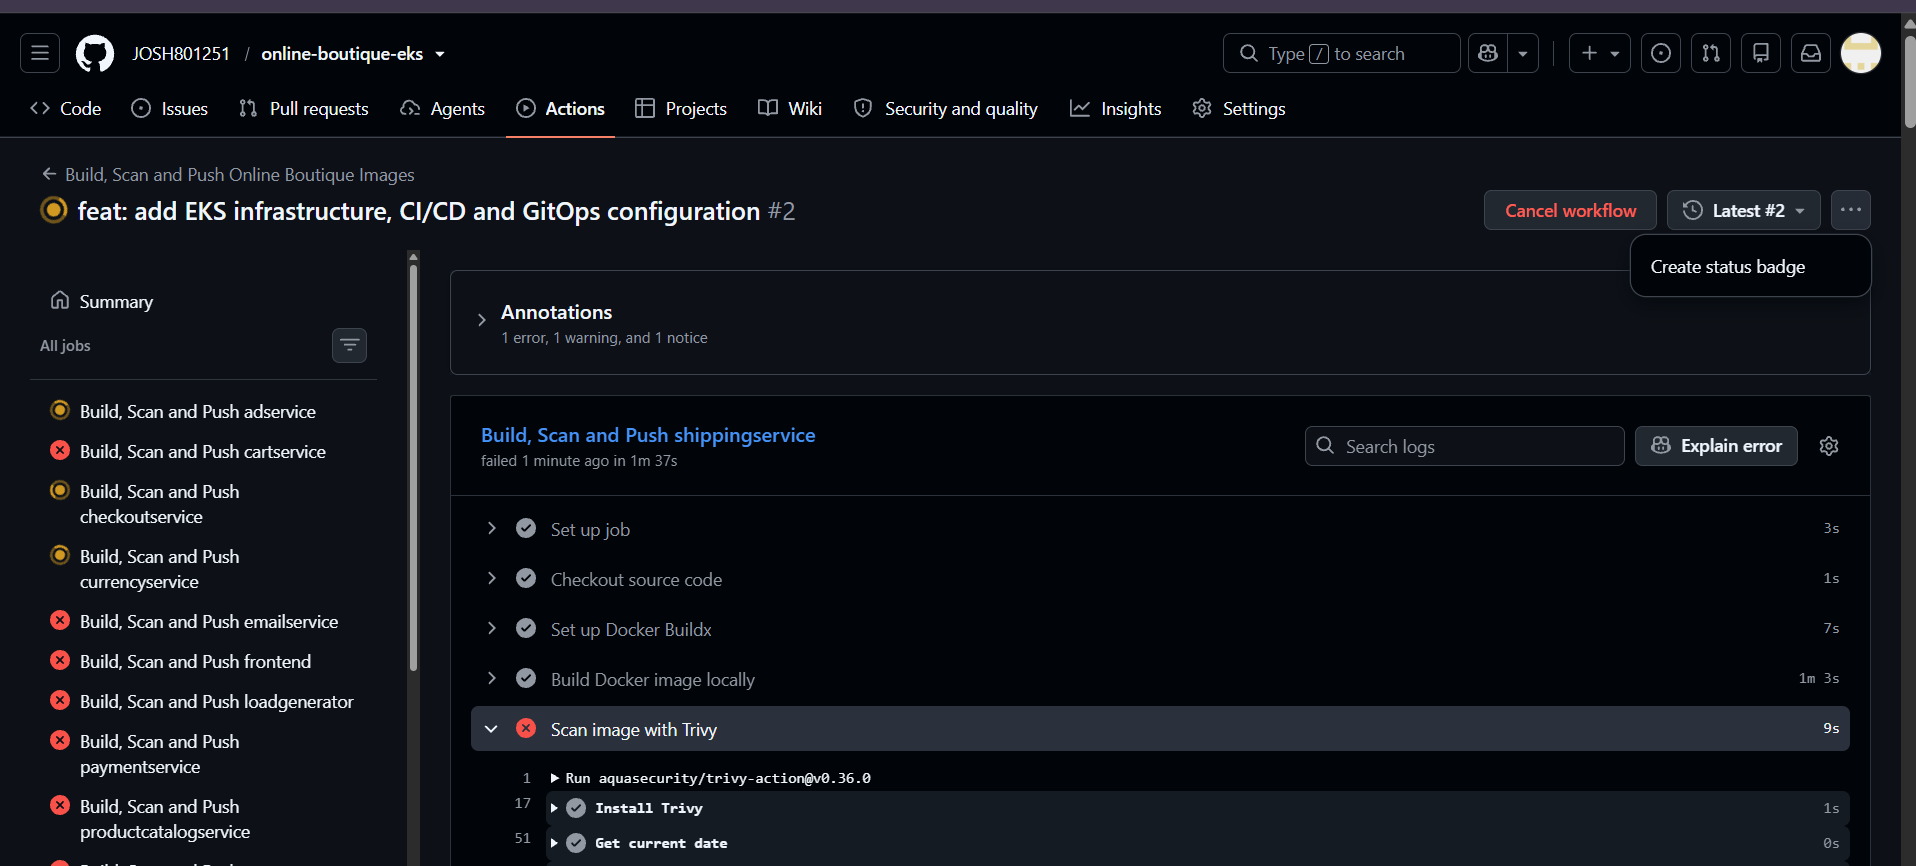 JOSH801251 / online-boutique-eks
Type / to search
Code Issues Pull requests Agents Actions Projects Wiki Security and quality Insights Settings
Build, Scan and Push Online Boutique Images
feat: add EKS infrastructure, CI/CD and GitOps configuration #2
Cancel workflow
Latest #2
Create status badge
Summary
All jobs
Build, Scan and Push adservice
Build, Scan and Push cartservice
Build, Scan and Push
checkoutservice
Build, Scan and Push
currencyservice
Build, Scan and Push emailservice
Build, Scan and Push frontend
Build, Scan and Push loadgenerator
Build, Scan and Push
paymentservice
Build, Scan and Push
productcatalogservice
Annotations
1 error, 1 warning, and 1 notice
Build, Scan and Push shippingservice
failed 1 minute ago in 1m 37s
Search logs
Explain error
Set up job 3s
Checkout source code 1s
Set up Docker Buildx 7s
Build Docker image locally 1m 3s
Scan image with Trivy 9s
1 Run aquasecurity/trivy-action@v0.36.0
17 Install Trivy 1s
51 Get current date 0s